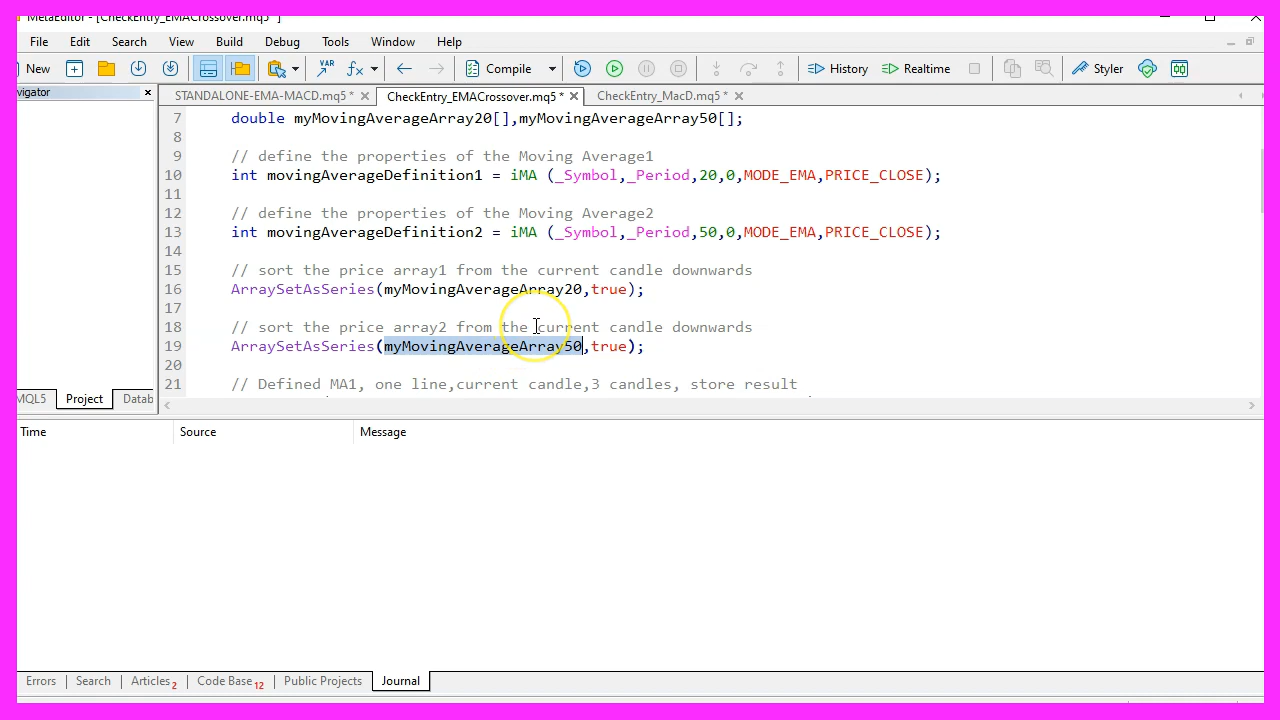 MetaEditor - [CheckEntry_EMACrossover.mq5 * ]
File Edit Search View Build Debug Tools Window Help
New VAR Compile History Realtime Styler
STANDALONE-EMA-MACD.mq5 * CheckEntry_EMACrossover.mq5 * CheckEntry_MacD.mq5 *
vigator
7 double myMovingAverageArray20[],myMovingAverageArray50[];
8
9 // define the properties of the Moving Average1
10 int movingAverageDefinition1 = iMA (_Symbol,_Period,20,0,MODE_EMA,PRICE_CLOSE);
11
12 // define the properties of the Moving Average2
13 int movingAverageDefinition2 = iMA (_Symbol,_Period,50,0,MODE_EMA,PRICE_CLOSE);
14
15 // sort the price array1 from the current candle downwards
16 ArraySetAsSeries(myMovingAverageArray20,true);
17
18 // sort the price array2 from the current candle downwards
19 ArraySetAsSeries(myMovingAverageArray50,true);
20
21 // Defined MA1, one line,current candle,3 candles, store result
MQL5 Project Datab
Time Source Message
Errors Search Articles 2 Code Base 12 Public Projects Journal